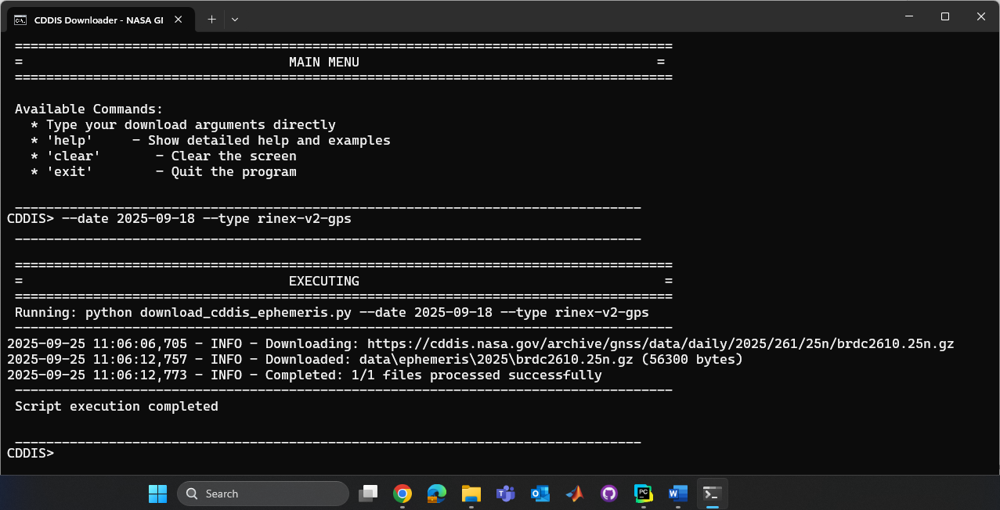 CDDIS Downloader - NASA GI
====================================================================================
= MAIN MENU =
====================================================================================
Available Commands:
* Type your download arguments directly
* 'help' - Show detailed help and examples
* 'clear' - Clear the screen
* 'exit' - Quit the program
________________________________________________________________________________
CDDIS> --date 2025-09-18 --type rinex-v2-gps
________________________________________________________________________________
====================================================================================
= EXECUTING =
====================================================================================
Running: python download_cddis_ephemeris.py --date 2025-09-18 --type rinex-v2-gps
------------------------------------------------------------------------------------
2025-09-25 11:06:06,705 - INFO - Downloading: https://cddis.nasa.gov/archive/gnss/data/daily/2025/261/25n/brdc2610.25n.gz
2025-09-25 11:06:12,757 - INFO - Downloaded: data\ephemeris\2025\brdc2610.25n.gz (56300 bytes)
2025-09-25 11:06:12,773 - INFO - Completed: 1/1 files processed successfully
------------------------------------------------------------------------------------
Script execution completed
________________________________________________________________________________
CDDIS>
Search